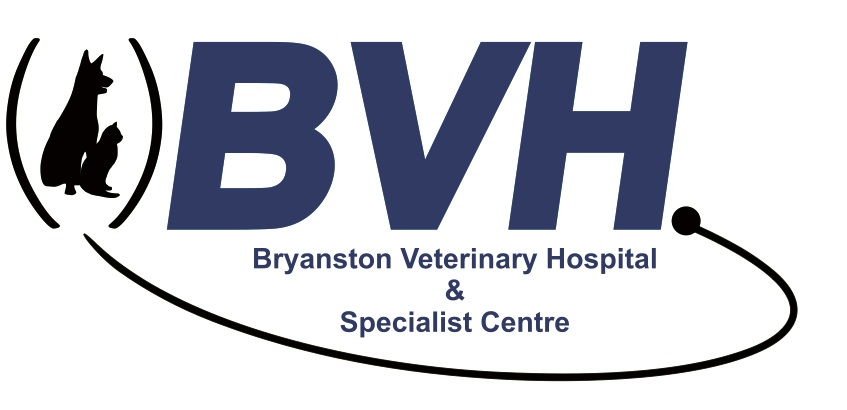 BVH
Bryanston Veterinary Hospital
&
Specialist Centre